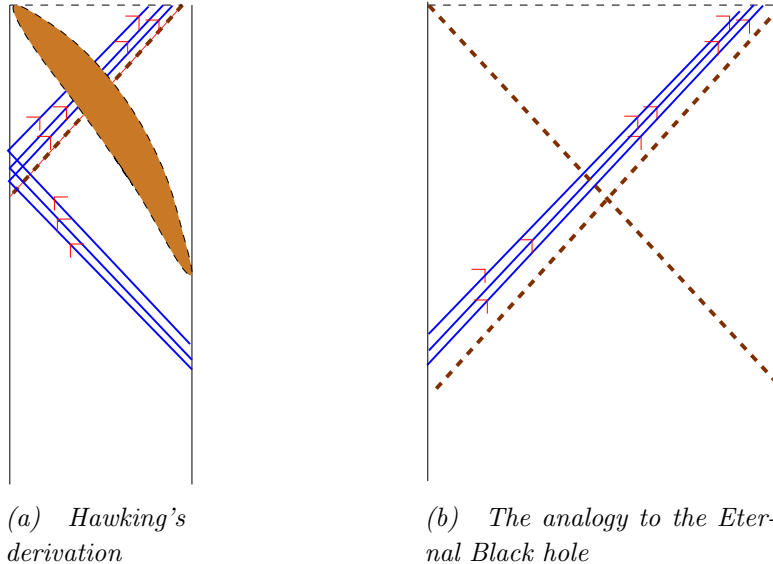 (a) Hawking's
derivation
(b) The analogy to the Eter-
nal Black hole